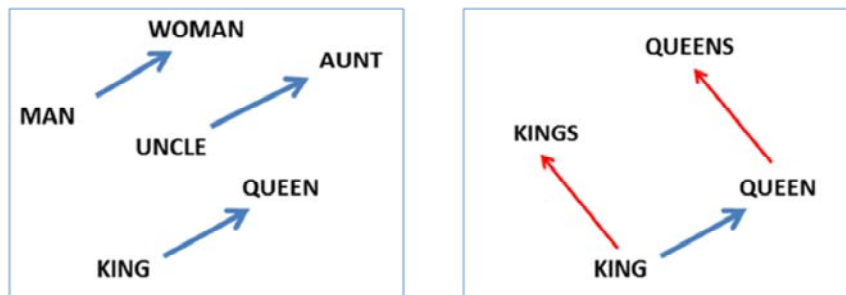 WOMAN
AUNT
MAN
UNCLE
QUEEN
KING
QUEENS
KINGS
QUEEN
KING